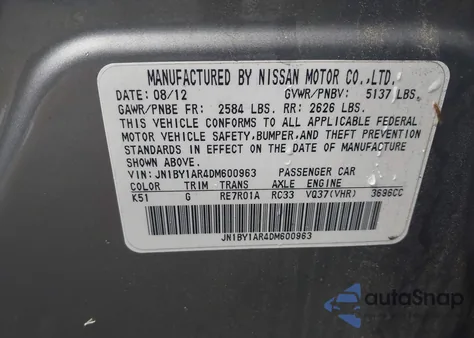 MANUFACTURED BY NISSAN MOTOR CO.,LTD.
DATE: 08/12 GVWR/PNBV: 5137 LBS.
GAWR/PNBE FR: 2584 LBS. RR: 2626 LBS.
THIS VEHICLE CONFORMS TO ALL APPLICABLE FEDERAL
MOTOR VEHICLE SAFETY, BUMPER, AND THEFT PREVENTION
STANDARDS IN EFFECT ON THE DATE OF MANUFACTURE
SHOWN ABOVE.
VIN: JN1BY1AR4DM600963 PASSENGER CAR
COLOR TRIM TRANS AXLE ENGINE
K51 G RE7R01A RC33 VQ37(VHR) 3696CC
JN1BY1AR4DM600963
autoSnap